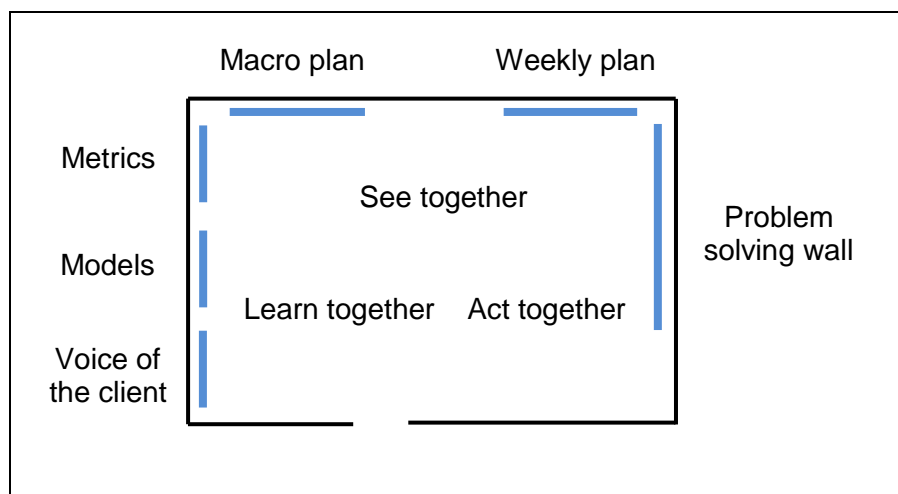 Macro plan
Weekly plan
Metrics
See together
Problem
solving wall
Models
Learn together
Act together
Voice of
the client